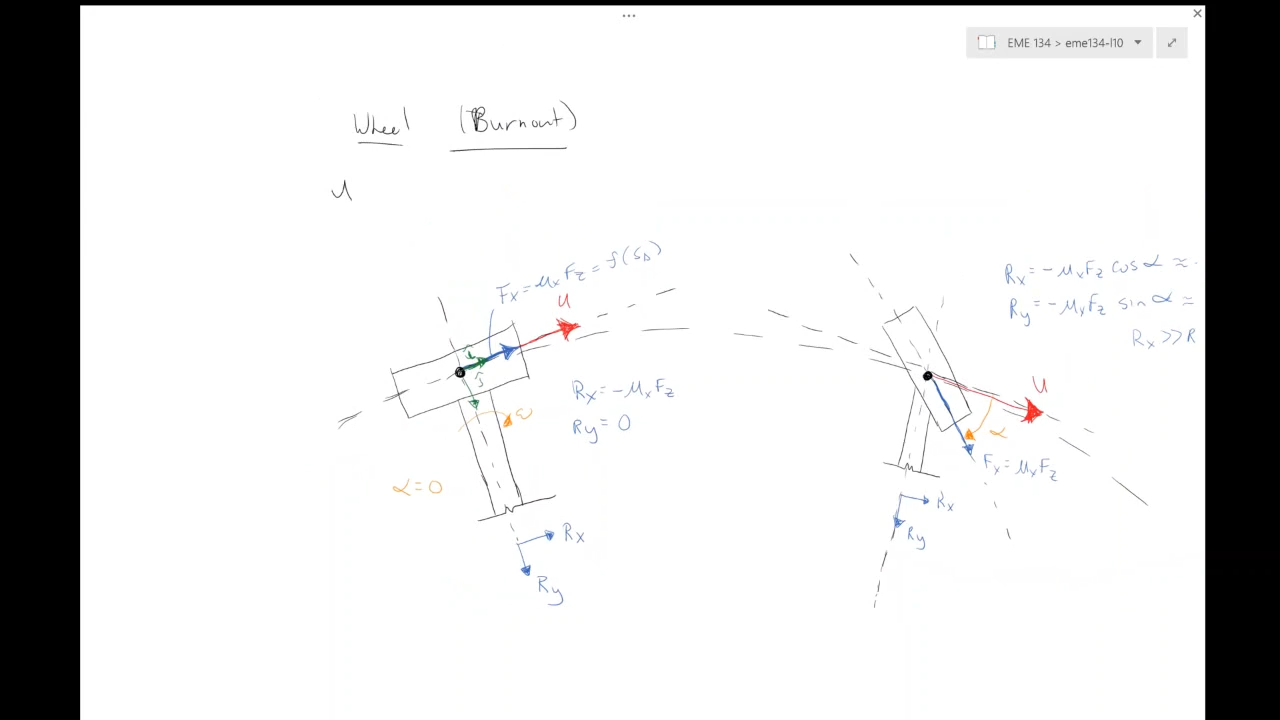 EME 134 > eme134-l10
Wheel (Burnout)
U
Fx = μx Fz = f(SΔ)
U
î
ĵ
Rx = -μx Fz
Ry = 0
ω
α = 0
Rx
Ry
Rx = -μx Fz cos α ≈
Ry = -μx Fz sin α ≈
Rx >> R
U
α
Fx = μx Fz
Rx
Ry